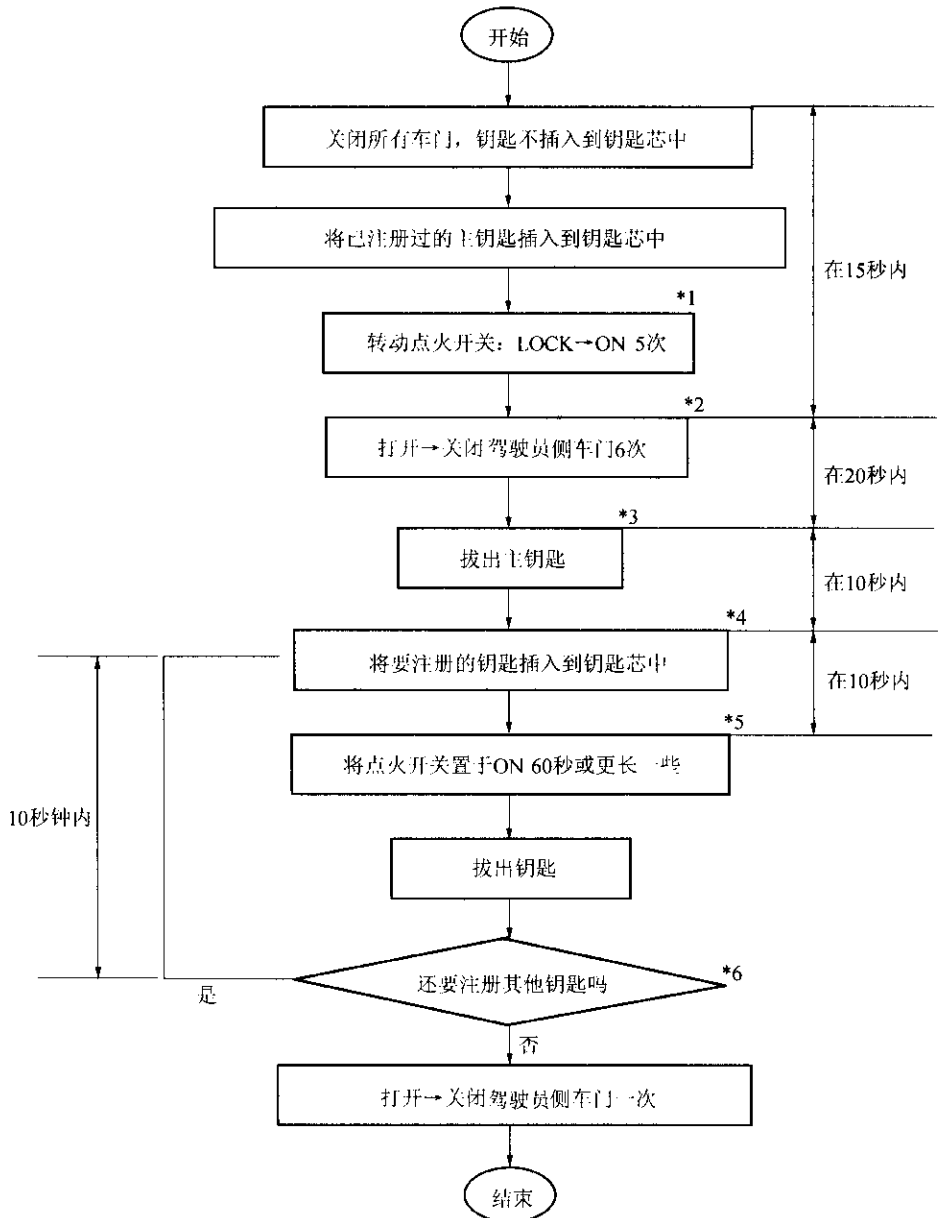 开始
关闭所有车门，钥匙不插入到钥匙芯中
将已注册过的主钥匙插入到钥匙芯中
在15秒内
*1
转动点火开关：LOCK→ON 5次
*2
打开→关闭驾驶员侧车门6次
在20秒内
*3
拔出主钥匙
在10秒内
*4
将要注册的钥匙插入到钥匙芯中
在10秒内
*5
将点火开关置于ON 60秒或更长一些
10秒钟内
拔出钥匙
还要注册其他钥匙吗
*6
是
否
打开→关闭驾驶员侧车门一次
结束